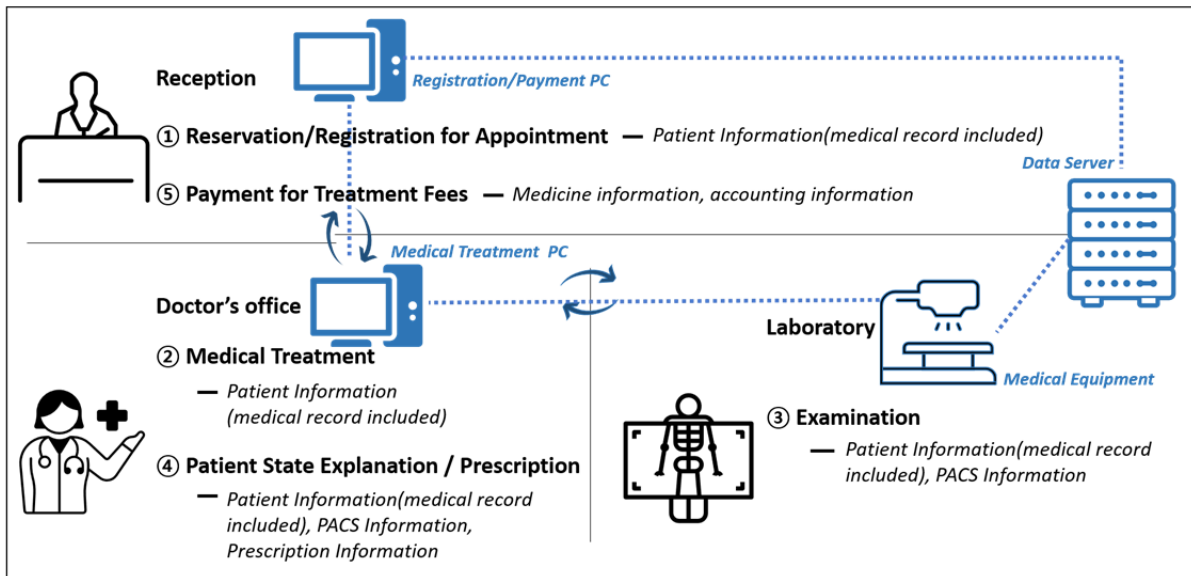 Reception
Registration/Payment PC
① Reservation/Registration for Appointment — Patient Information(medical record included)
Data Server
⑤ Payment for Treatment Fees — Medicine information, accounting information
Medical Treatment PC
Doctor's office
Laboratory
② Medical Treatment
— Patient Information
(medical record included)
Medical Equipment
③ Examination
— Patient Information(medical record
included), PACS Information
④ Patient State Explanation / Prescription
— Patient Information(medical record
included), PACS Information,
Prescription Information